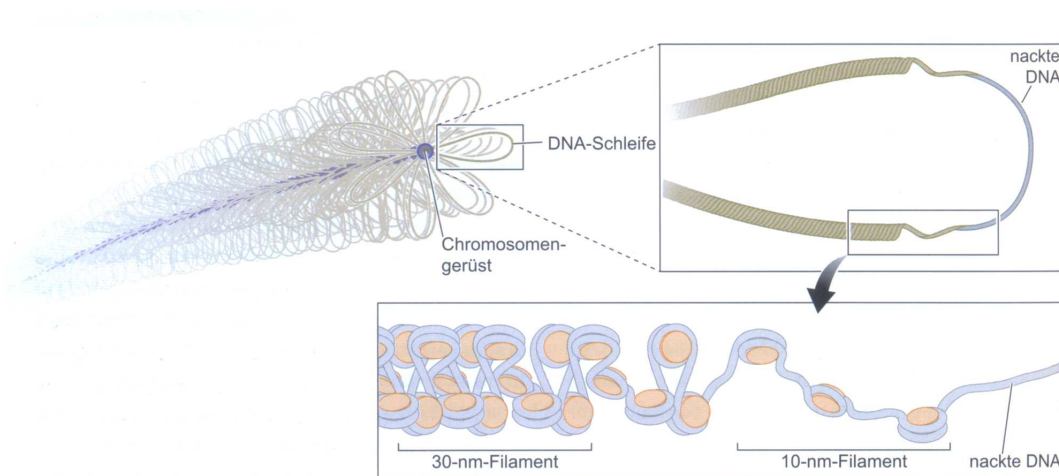 nackte
DNA
DNA-Schleife
Chromosomen-
gerüst
30-nm-Filament
10-nm-Filament
nackte DNA